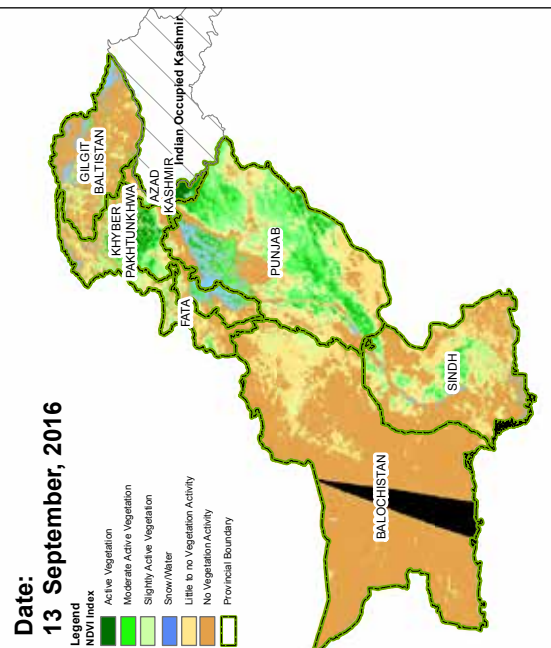 Date:
13 September, 2016
Legend
NDVI Index
Active Vegetation
Moderate Active Vegetation
Slightly Active Vegetation
Snow/Water
Little to no Vegetation Activity
No Vegetation Activity
Provincial Boundary
GILGIT
BALTISTAN
KHYBER
PAKHTUNKHWA
AZAD
KASHMIR
Indian Occupied Kashmir
FATA
PUNJAB
SINDH
BALOCHISTAN